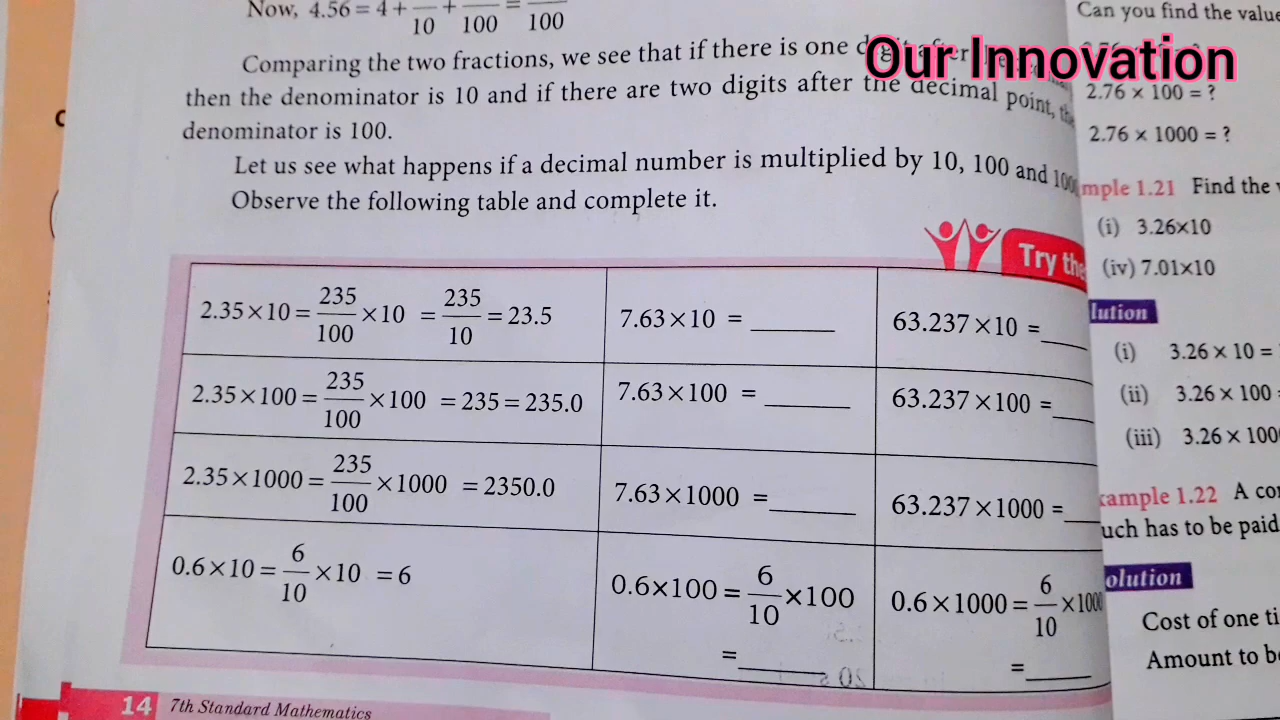 Now, 4.56 = 4 + — + — = —
10 100 100
Comparing the two fractions, we see that if there is one digit after
then the denominator is 10 and if there are two digits after the decimal point,
denominator is 100.
Let us see what happens if a decimal number is multiplied by 10, 100 and
Observe the following table and complete it.
Try
2.35×10 = 235/100 ×10 = 235/10 = 23.5
7.63×10 = ______
63.237×10 = ____
2.35×100 = 235/100 ×100 = 235 = 235.0
7.63×100 = ______
63.237×100 = ____
2.35×1000 = 235/100 ×1000 = 2350.0
7.63×1000 = ______
63.237×1000 = ____
0.6×10 = 6/10 ×10 = 6
0.6×100 = 6/10 ×100
= ______
0.6×1000 = 6/10 ×1000
= ______
14 7th Standard Mathematics
Our Innovation
Can you find the value
2.76 × 100 = ?
2.76 × 1000 = ?
1.21 Find the
(i) 3.26×10
(iv) 7.01×10
(i) 3.26 × 10 =
(ii) 3.26 × 100
(iii) 3.26 × 100
1.22 A
has to be paid
Cost of one
Amount to